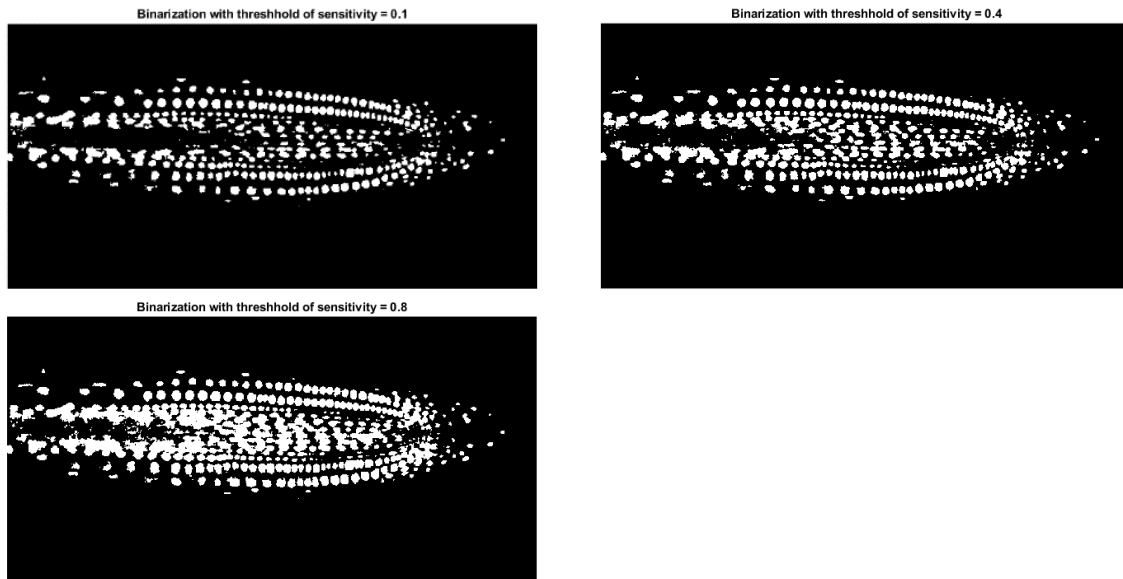 Binarization with threshhold of sensitivity = 0.1
Binarization with threshhold of sensitivity = 0.4
Binarization with threshhold of sensitivity = 0.8